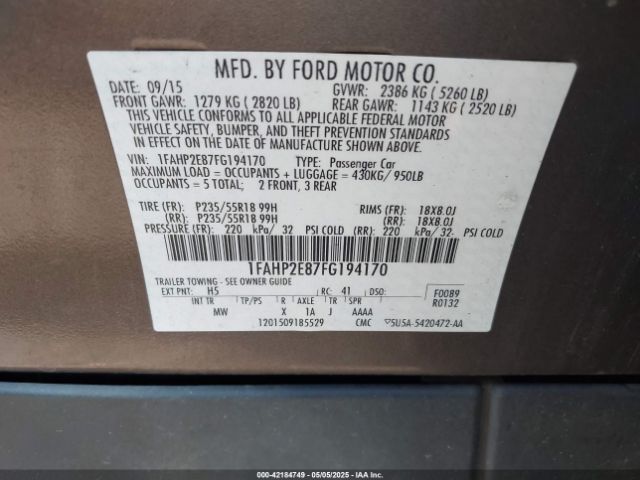 MFD. BY FORD MOTOR CO.
DATE: 09/15 GVWR: 2386 KG ( 5260 LB)
FRONT GAWR: 1279 KG ( 2820 LB) REAR GAWR: 1143 KG ( 2520 LB)
THIS VEHICLE CONFORMS TO ALL APPLICABLE FEDERAL MOTOR
VEHICLE SAFETY, BUMPER, AND THEFT PREVENTION STANDARDS
IN EFFECT ON THE DATE OF MANUFACTURE SHOWN ABOVE.
VIN: 1FAHP2E87FG194170 TYPE: Passenger Car
MAXIMUM LOAD = OCCUPANTS + LUGGAGE = 430KG/ 950LB
OCCUPANTS = 5 TOTAL; 2 FRONT, 3 REAR
TIRE (FR): P235/55R18 99H RIMS (FR): 18X8.0J
(RR): P235/55R18 99H (RR): 18X8.0J
PRESSURE (FR): 220 kPa/ 32 PSI COLD (RR): 220 kPa/ 32 PSI COLD
1FAHP2E87FG194170
TRAILER TOWING - SEE OWNER GUIDE
EXT PNT: H5 RC: 41 DSO: F0089
INT TR TP/PS R AXLE TR SPR R0132
MW X 1A J AAAA
1201509185529 CMC 5U5A-5420472-AA
000-42184749 - 05/05/2025 - IAAI.COM